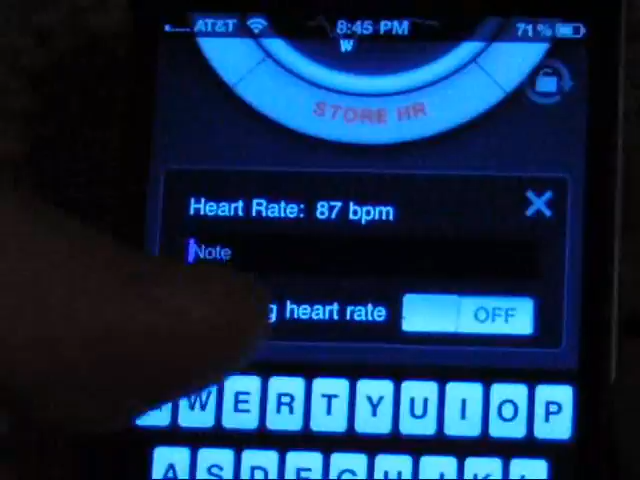 AT&T 8:45 PM 71%
W
STORE HR
Heart Rate: 87 bpm
Note
g heart rate OFF
W E R T Y U I O P
A S D F G H J K L